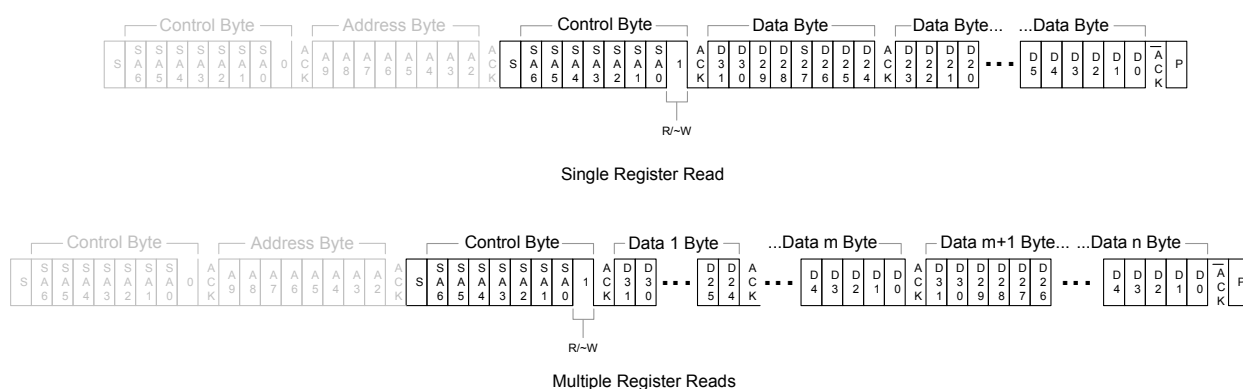 Control Byte Address Byte Control Byte Data Byte Data Byte... ...Data Byte
S SA6 SA5 SA4 SA3 SA2 SA1 SA0 0 ACK A9 A8 A7 A6 A5 A4 A3 A2 ACK S SA6 SA5 SA4 SA3 SA2 SA1 SA0 1 ACK D31 D30 D29 D28 S27 D26 D25 D24 ACK D23 D22 D21 D20 ... D5 D4 D3 D2 D1 D0 ACK P
R/~W
Single Register Read
Control Byte Address Byte Control Byte Data 1 Byte ...Data m Byte Data m+1 Byte... ...Data n Byte
S SA6 SA5 SA4 SA3 SA2 SA1 SA0 0 ACK A9 A8 A7 A6 A5 A4 A3 A2 ACK S SA6 SA5 SA4 SA3 SA2 SA1 SA0 1 ACK D31 D30 ... D25 D24 ACK ... D4 D3 D2 D1 D0 ACK D31 D30 D29 D28 D27 D26 ... D4 D3 D2 D1 D0 ACK P
R/~W
Multiple Register Reads